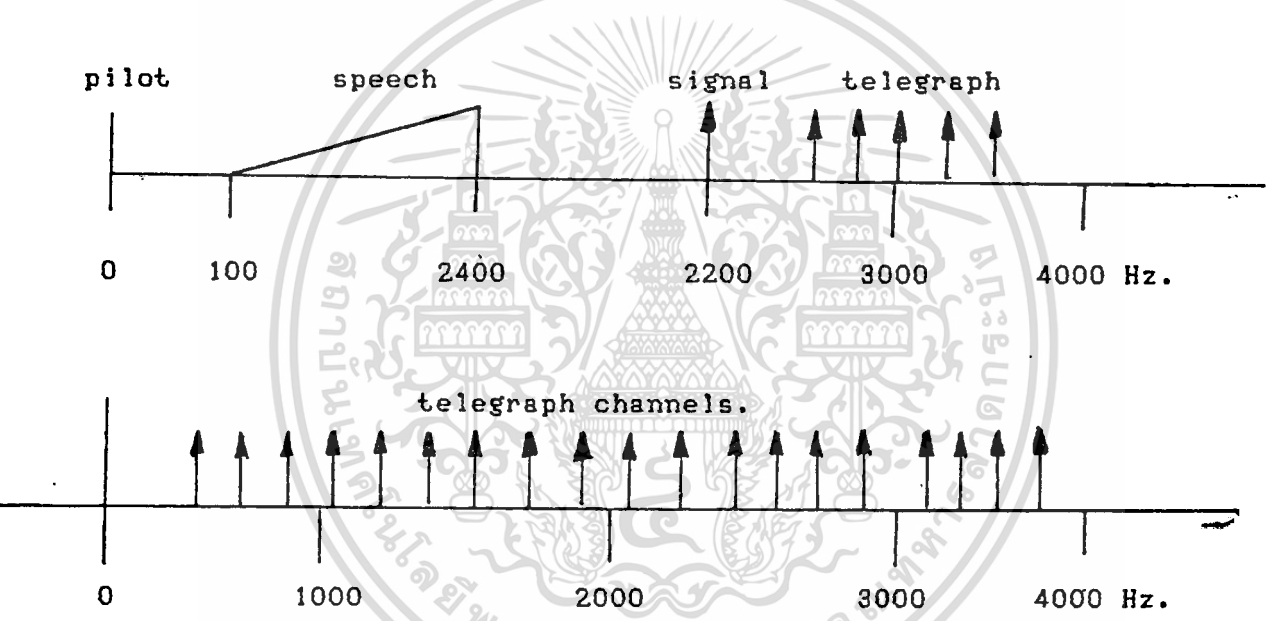 pilot speech signal telegraph
0 100 2400 2200 3000 4000 Hz.
telegraph channels.
0 1000 2000 3000 4000 Hz.